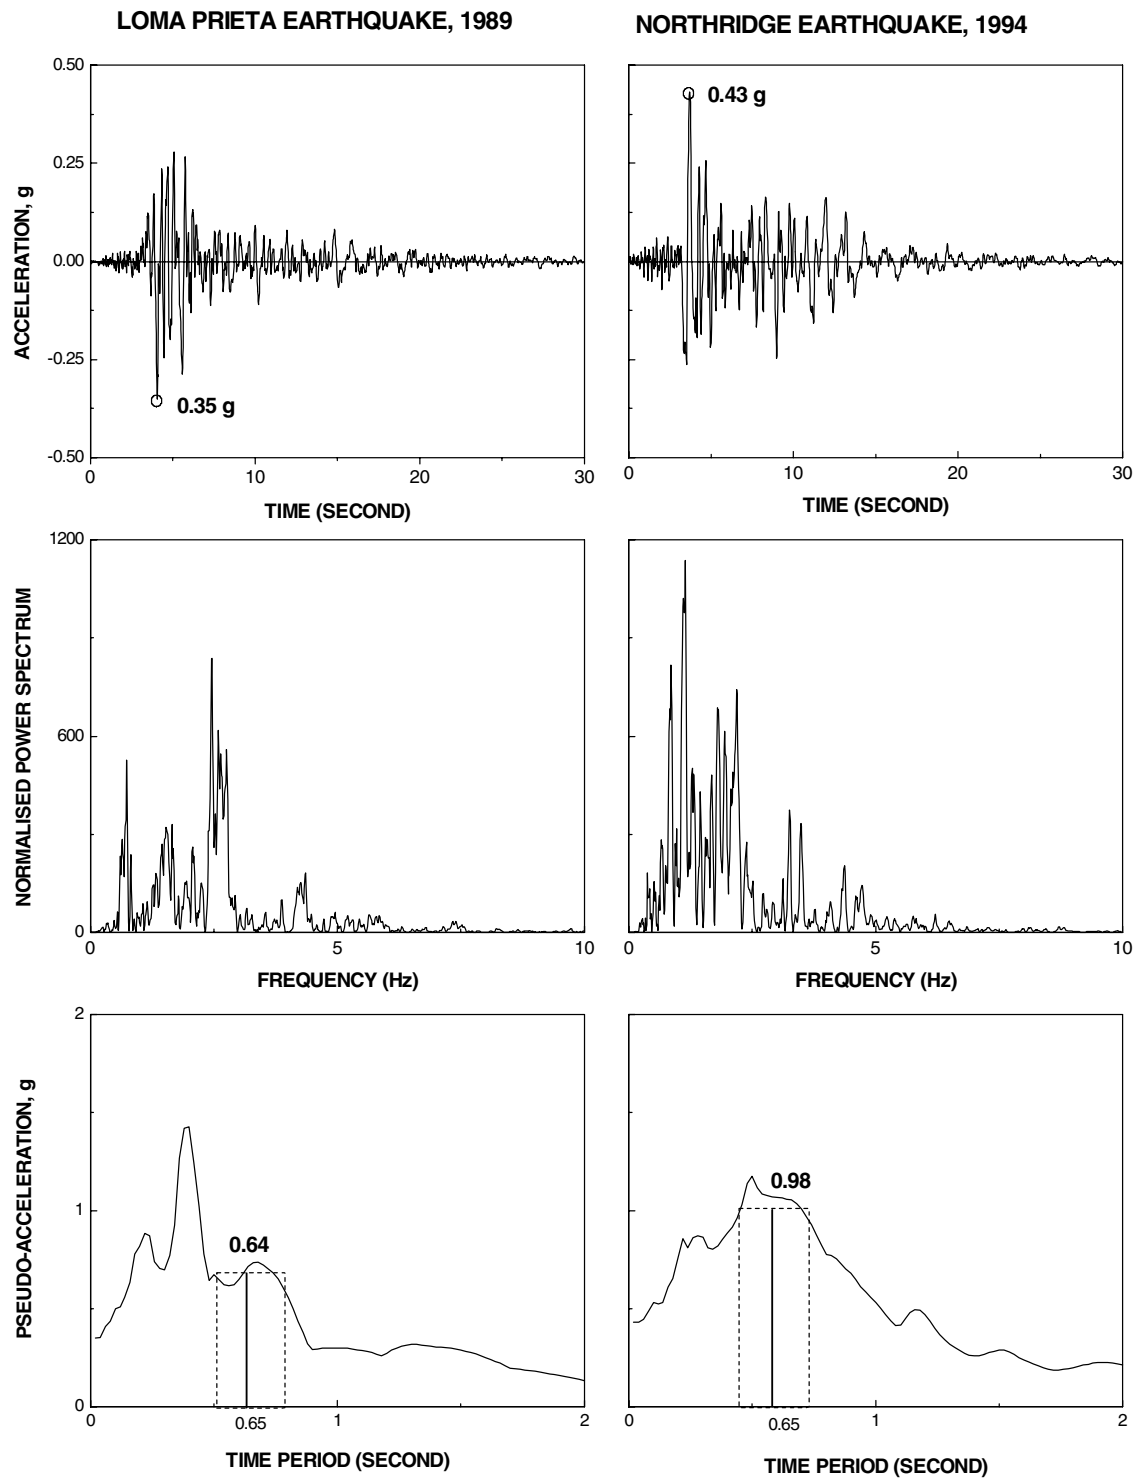 LOMA PRIETA EARTHQUAKE, 1989
NORTHRIDGE EARTHQUAKE, 1994
ACCELERATION, g
0.50
0.25
0.00
-0.25
-0.50
0.35 g
0 10 20 30
TIME (SECOND)
0.43 g
0 10 20 30
TIME (SECOND)
NORMALISED POWER SPECTRUM
1200
600
0
0 5 10
FREQUENCY (Hz)
0 5 10
FREQUENCY (Hz)
PSEUDO-ACCELERATION, g
2
1
0
0.64
0 0.65 1 2
TIME PERIOD (SECOND)
0.98
0 0.65 1 2
TIME PERIOD (SECOND)